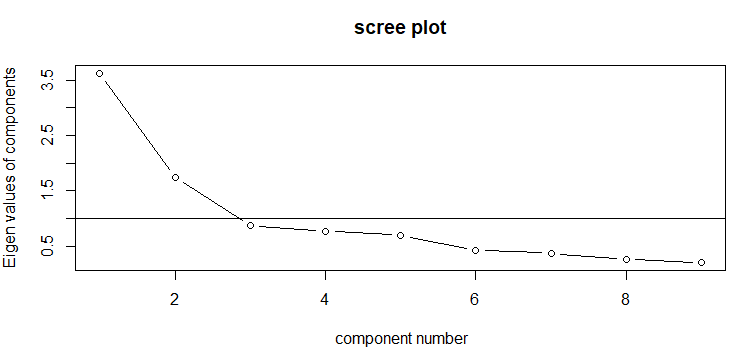 scree plot
Eigen values of components
3.5
2.5
1.5
0.5
2 4 6 8
component number